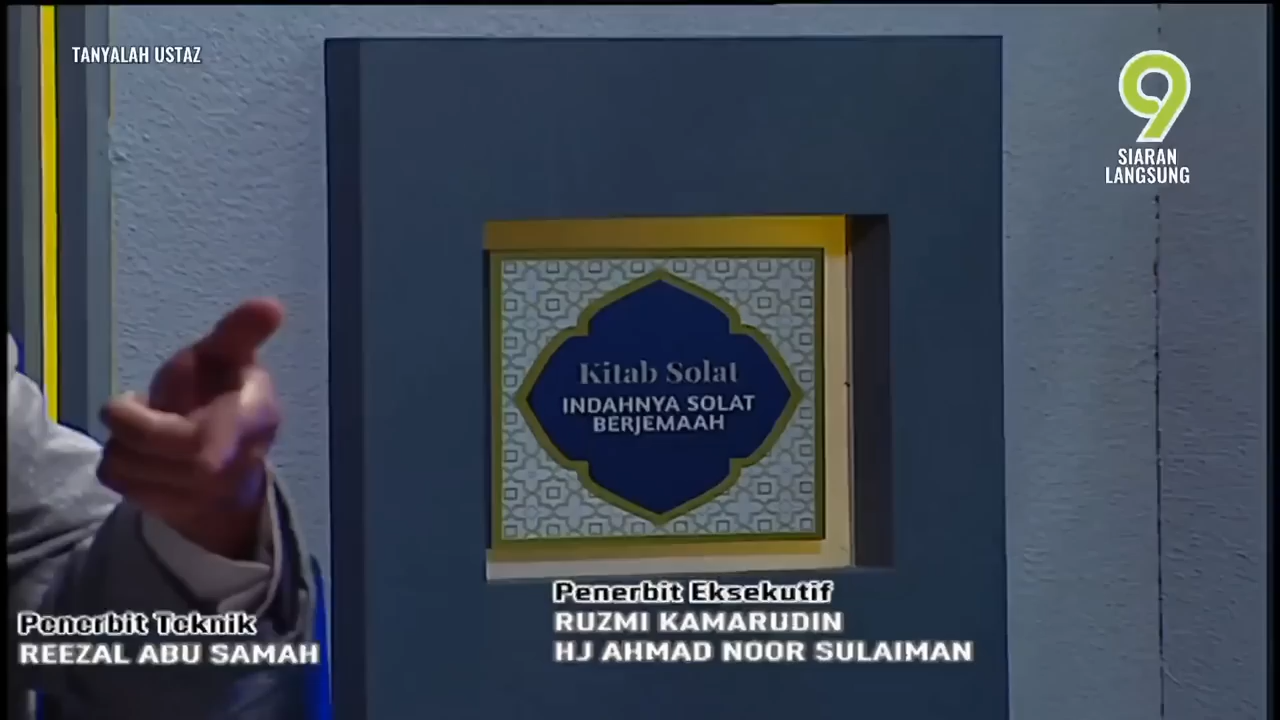 TANYALAH USTAZ
9
SIARAN
LANGSUNG
Kitab Solat
INDAHNYA SOLAT
BERJEMAAH
Penerbit Teknik
REEZAL ABU SAMAH
Penerbit Eksekutif
RUZMI KAMARUDIN
HJ AHMAD NOOR SULAIMAN